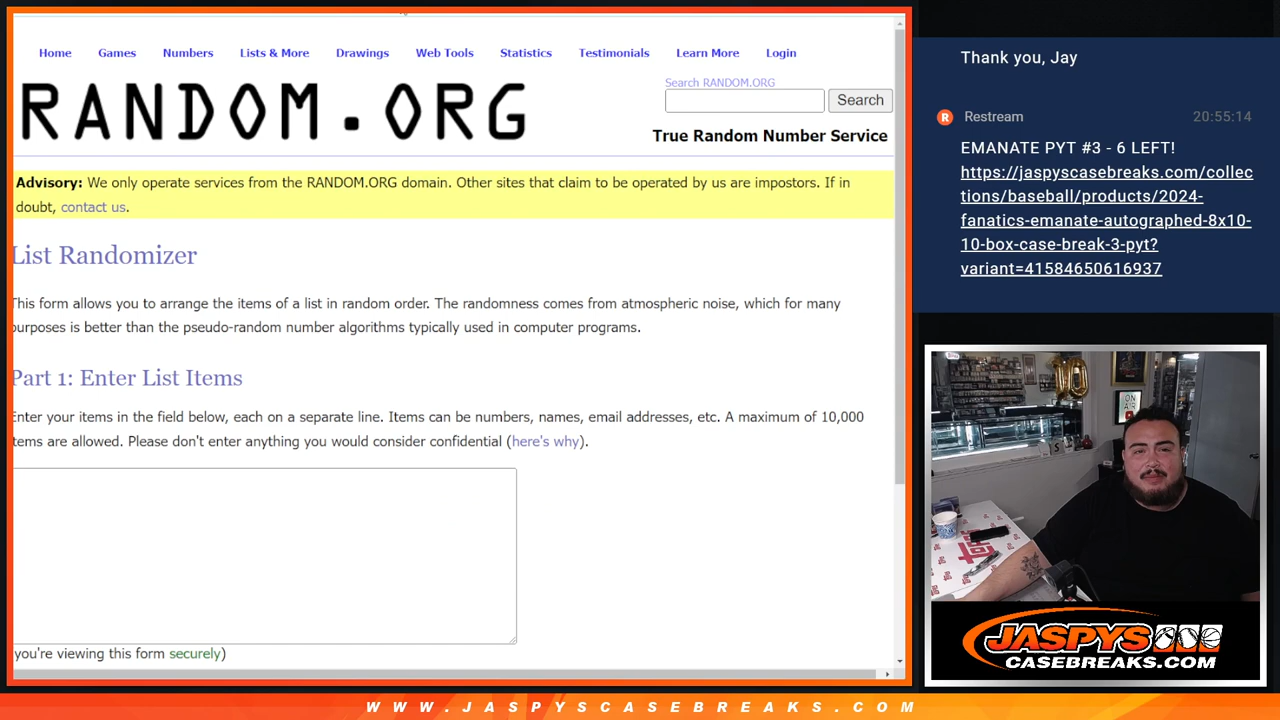 Home Games Numbers Lists & More Drawings Web Tools Statistics Testimonials Learn More Login
RANDOM.ORG
Search RANDOM.ORG
Search
True Random Number Service
Advisory: We only operate services from the RANDOM.ORG domain. Other sites that claim to be operated by us are impostors. If in
doubt, contact us.
List Randomizer
This form allows you to arrange the items of a list in random order. The randomness comes from atmospheric noise, which for many
purposes is better than the pseudo-random number algorithms typically used in computer programs.
Part 1: Enter List Items
Enter your items in the field below, each on a separate line. Items can be numbers, names, email addresses, etc. A maximum of 10,000
items are allowed. Please don't enter anything you would consider confidential (here's why).
you're viewing this form securely)
Thank you, Jay
R Restream 20:55:14
EMANATE PYT #3 - 6 LEFT!
https://jaspyscasebreaks.com/collec
tions/baseball/products/2024-
fanatics-emanate-autographed-8x10-
10-box-case-break-3-pyt?
variant=41584650616937
10
ON
AIR
JASPYS
CASEBREAKS.COM
WWW.JASPYSCASEBREAKS.COM